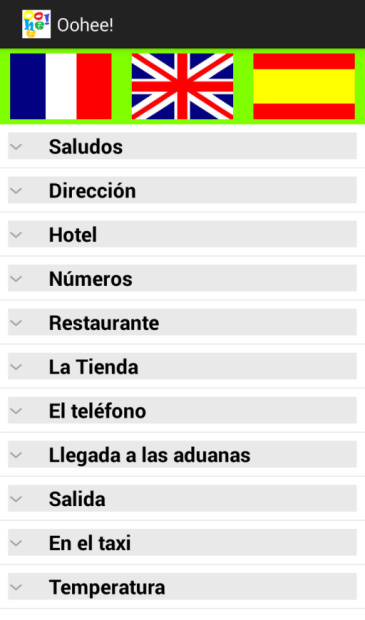 Oohee!
Saludos
Dirección
Hotel
Números
Restaurante
La Tienda
El teléfono
Llegada a las aduanas
Salida
En el taxi
Temperatura